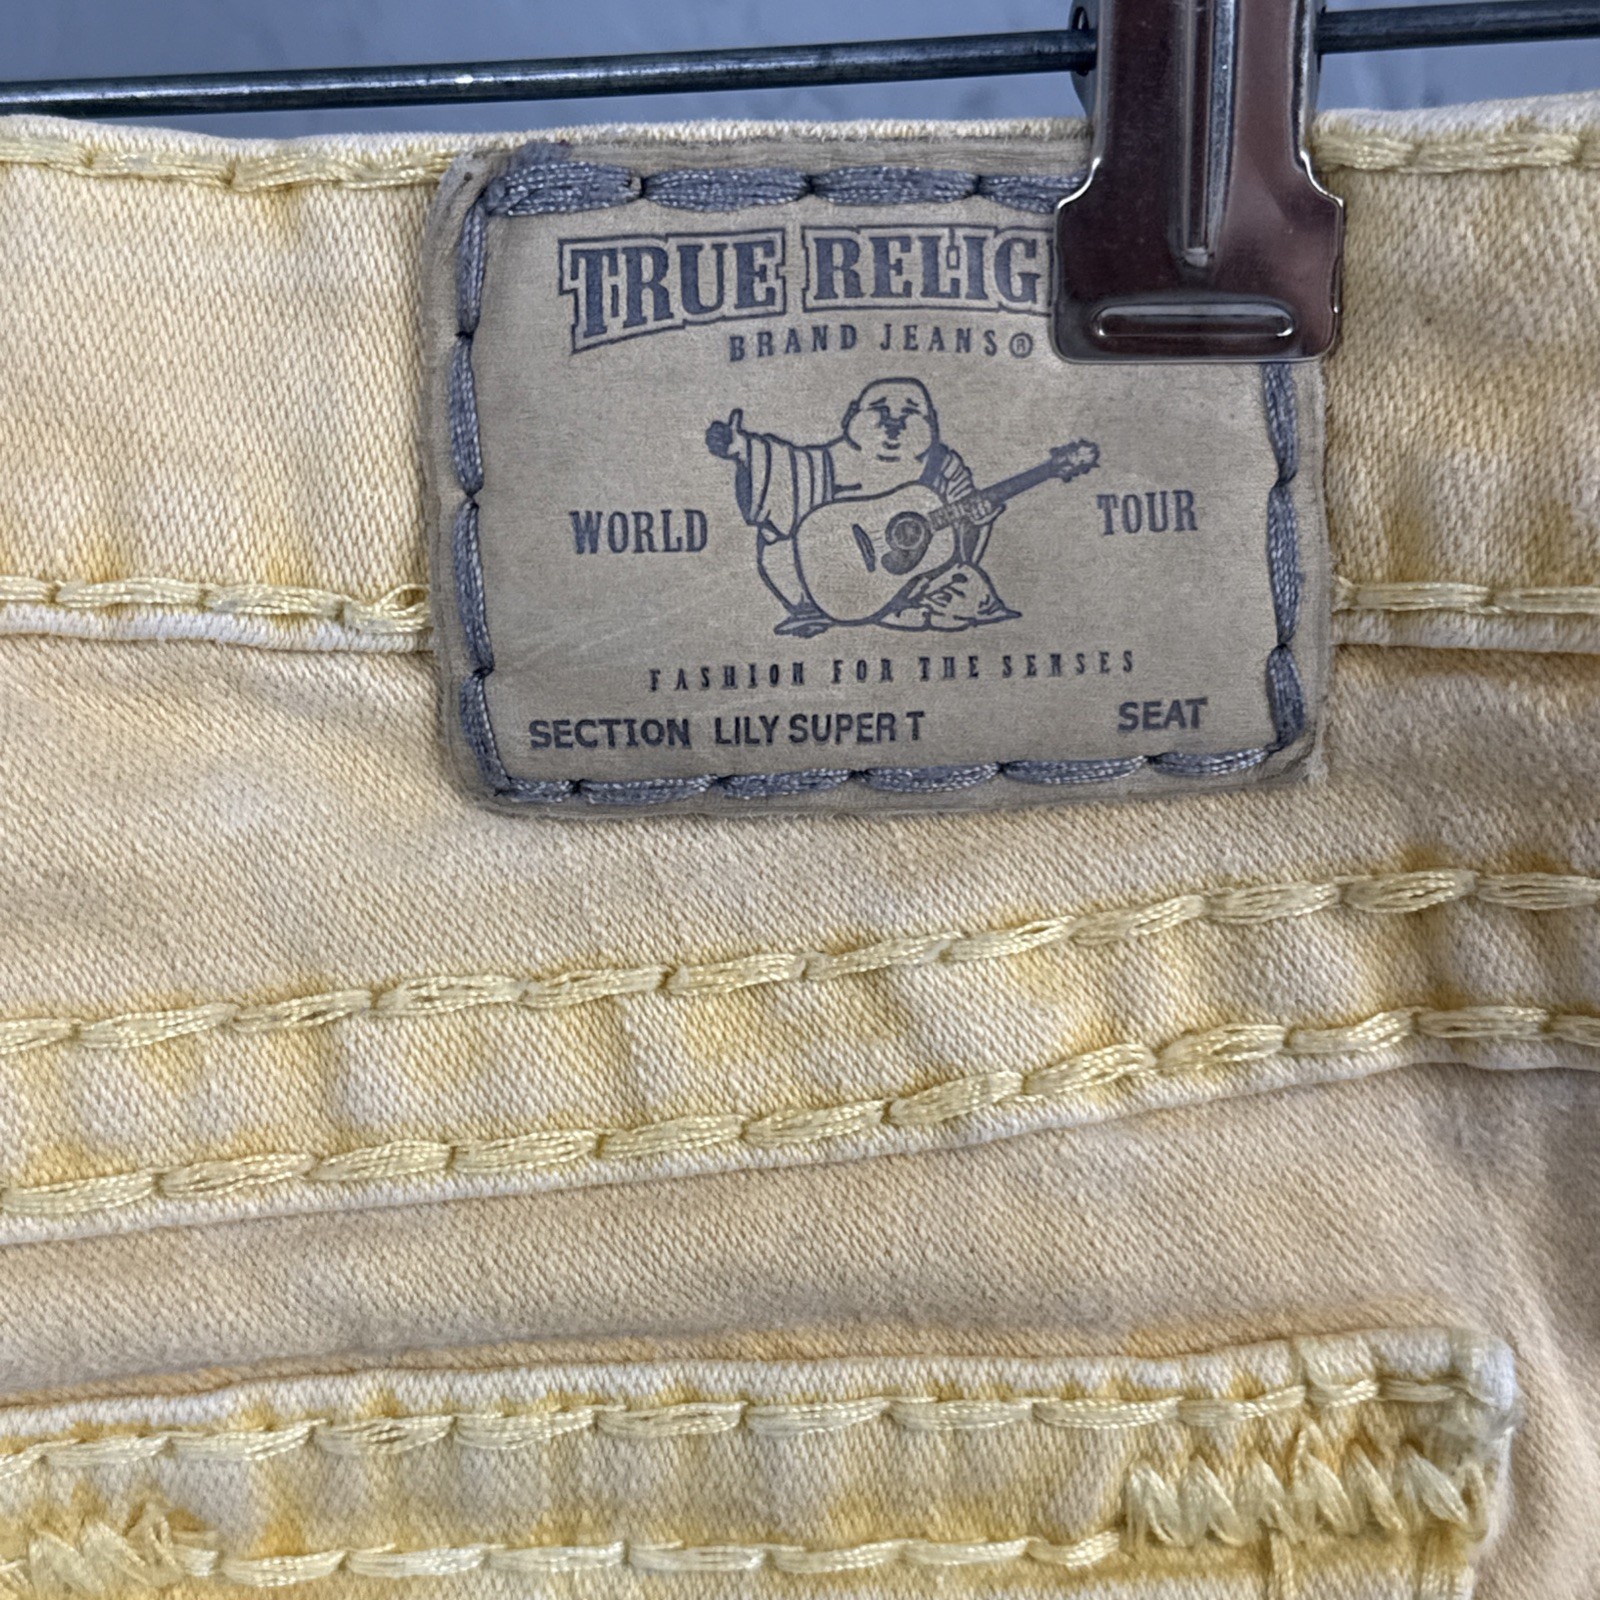 TRUE RELIG
BRAND JEANS®
WORLD TOUR
FASHION FOR THE SENSES
SECTION LILY SUPER T SEAT